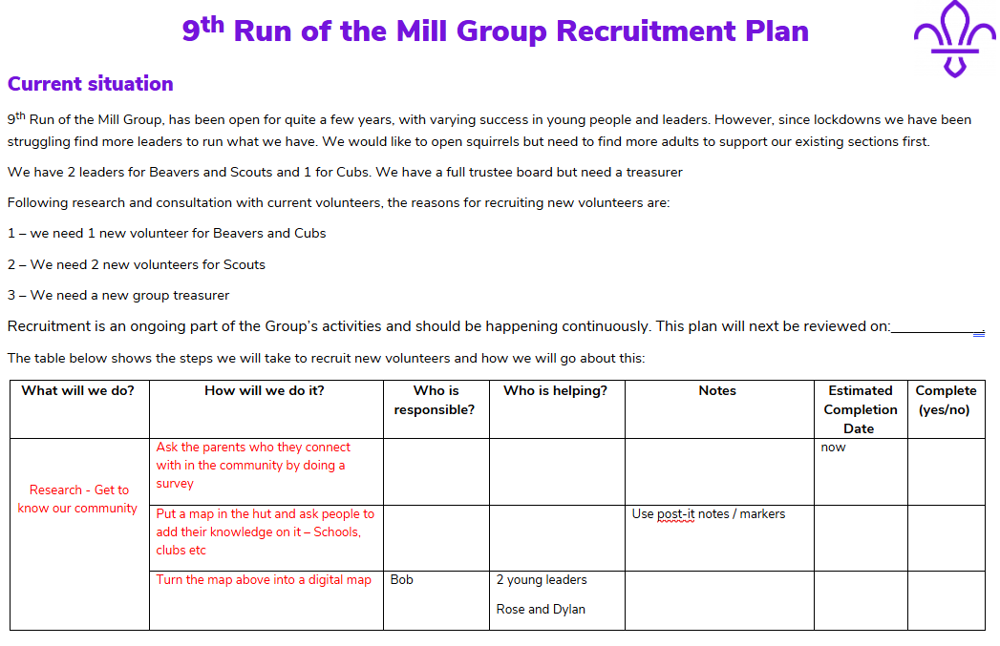 9th Run of the Mill Group Recruitment Plan
Current situation
9th Run of the Mill Group, has been open for quite a few years, with varying success in young people and leaders. However, since lockdowns we have been
struggling find more leaders to run what we have. We would like to open squirrels but need to find more adults to support our existing sections first.
We have 2 leaders for Beavers and Scouts and 1 for Cubs. We have a full trustee board but need a treasurer
Following research and consultation with current volunteers, the reasons for recruiting new volunteers are:
1 – we need 1 new volunteer for Beavers and Cubs
2 – We need 2 new volunteers for Scouts
3 – We need a new group treasurer
Recruitment is an ongoing part of the Group's activities and should be happening continuously. This plan will next be reviewed on:___________.
The table below shows the steps we will take to recruit new volunteers and how we will go about this:
What will we do?
How will we do it?
Who is
responsible?
Who is helping?
Notes
Estimated
Completion
Date
Complete
(yes/no)
Research - Get to
know our community
Ask the parents who they connect
with in the community by doing a
survey
now
Put a map in the hut and ask people to
add their knowledge on it – Schools,
clubs etc
Use post-it notes / markers
Turn the map above into a digital map
Bob
2 young leaders
Rose and Dylan